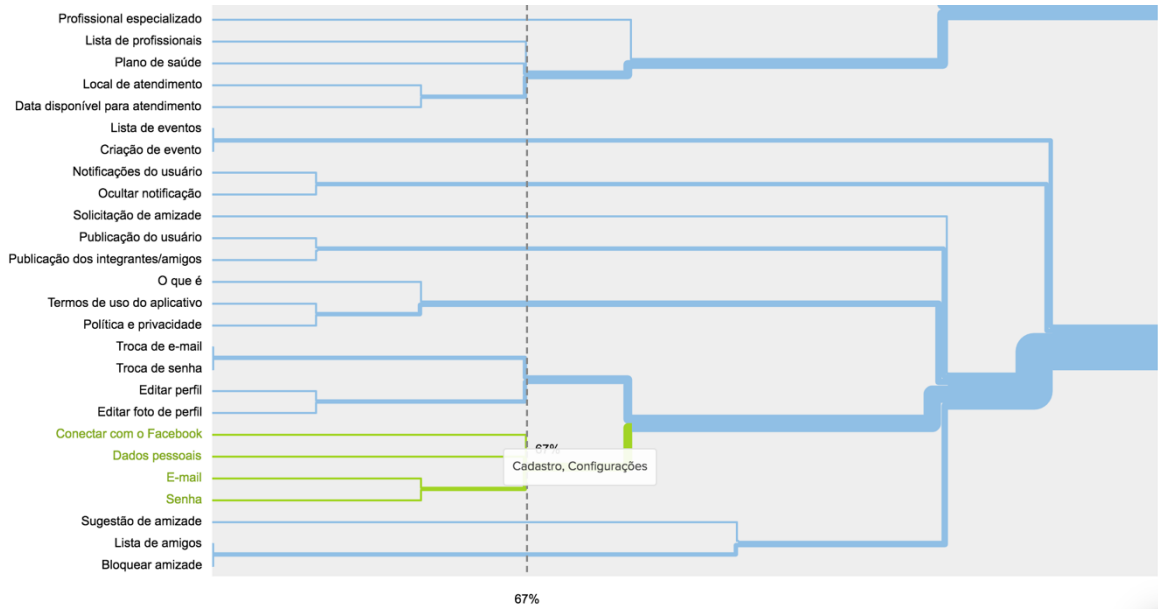 Profissional especializado
Lista de profissionais
Plano de saúde
Local de atendimento
Data disponível para atendimento
Lista de eventos
Criação de evento
Notificações do usuário
Ocultar notificação
Solicitação de amizade
Publicação do usuário
Publicação dos integrantes/amigos
O que é
Termos de uso do aplicativo
Política e privacidade
Troca de e-mail
Troca de senha
Editar perfil
Editar foto de perfil
Conectar com o Facebook
67%
Dados pessoais
Cadastro, Configurações
E-mail
Senha
Sugestão de amizade
Lista de amigos
Bloquear amizade
67%